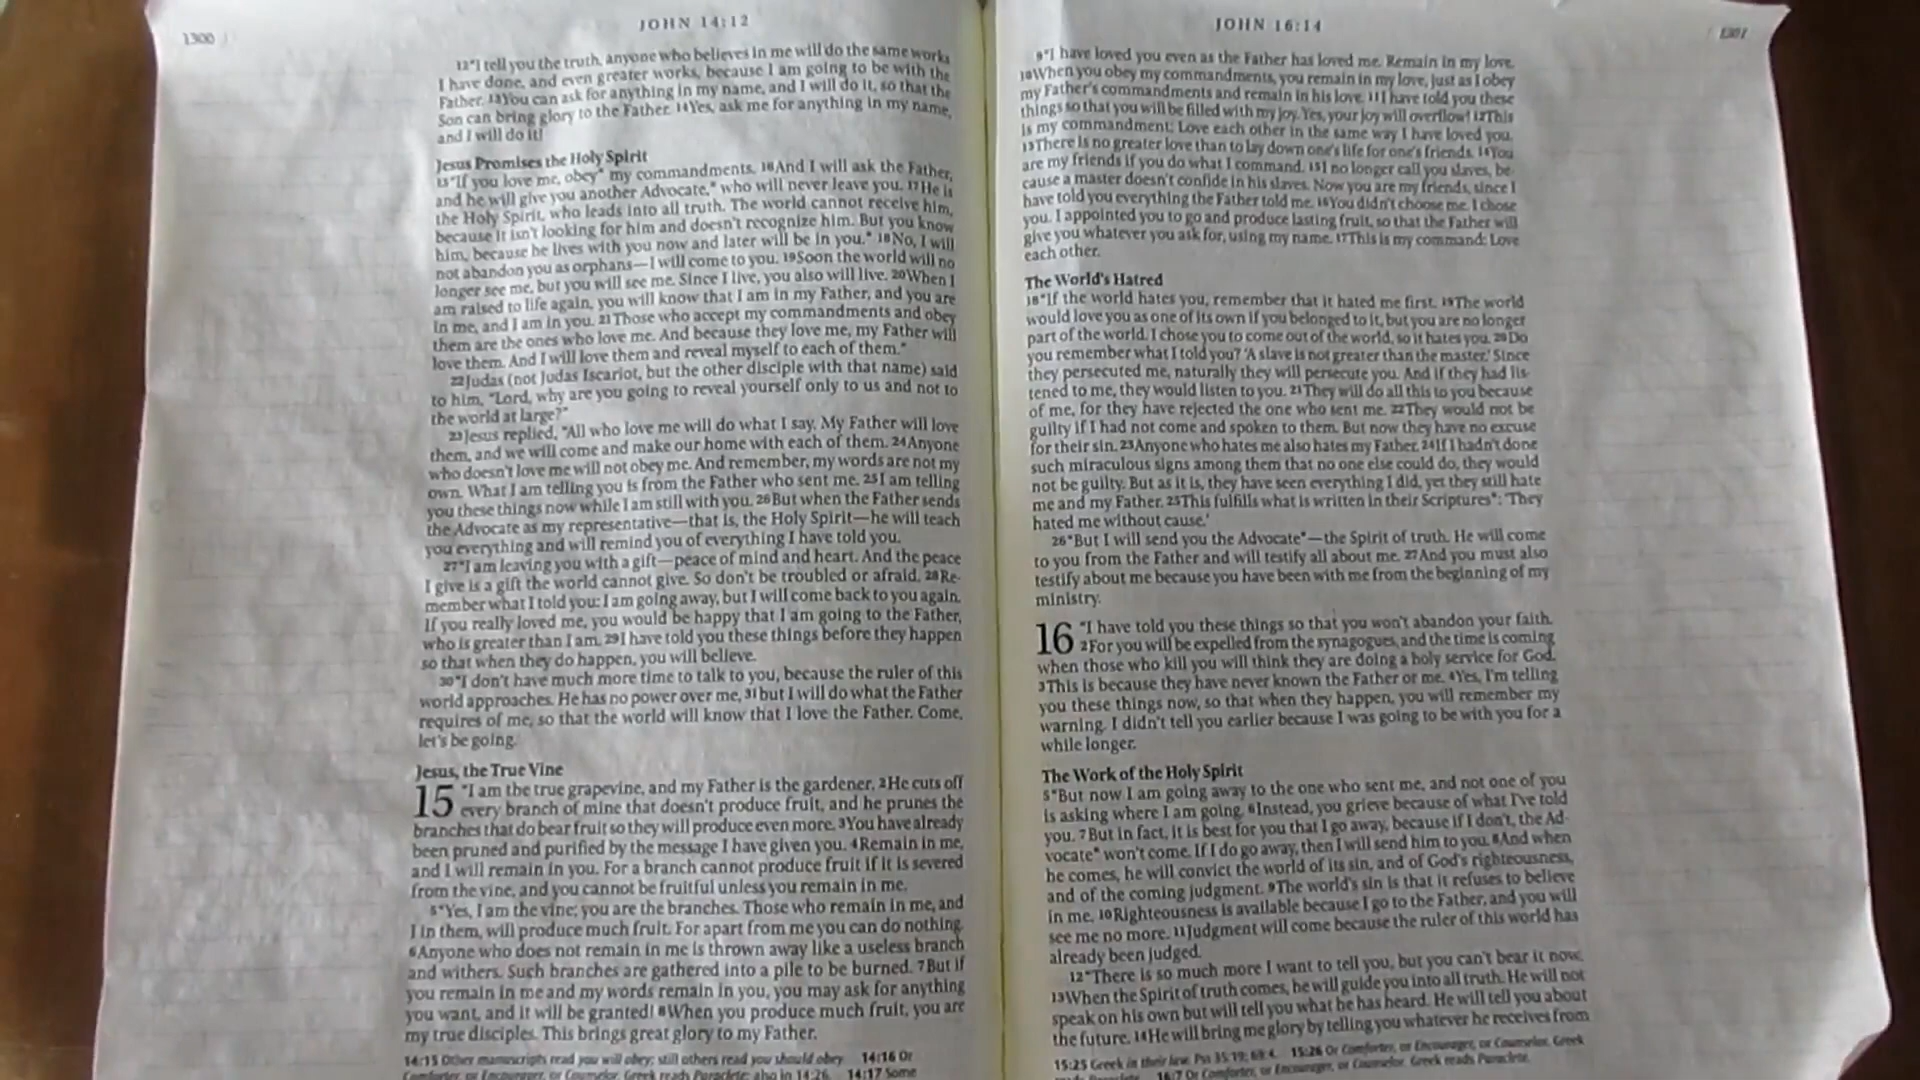 1300
JOHN 14:12
12"I tell you the truth, anyone who believes in me will do the same works
I have done, and even greater works, because I am going to be with the
Father. 13You can ask for anything in my name, and I will do it, so that the
Son can bring glory to the Father. 14Yes, ask me for anything in my name,
and I will do it!
Jesus Promises the Holy Spirit
15"If you love me, obey* my commandments. 16And I will ask the Father,
and he will give you another Advocate,* who will never leave you. 17He is
the Holy Spirit, who leads into all truth. The world cannot receive him,
because it isn't looking for him and doesn't recognize him. But you know
him, because he lives with you now and later will be in you.* 18No, I will
not abandon you as orphans—I will come to you. 19Soon the world will no
longer see me, but you will see me. Since I live, you also will live. 20When I
am raised to life again, you will know that I am in my Father, and you are
in me, and I am in you. 21Those who accept my commandments and obey
them are the ones who love me. And because they love me, my Father will
love them. And I will love them and reveal myself to each of them."
22Judas (not Judas Iscariot, but the other disciple with that name) said
to him, "Lord, why are you going to reveal yourself only to us and not to
the world at large?"
23Jesus replied, "All who love me will do what I say. My Father will love
them, and we will come and make our home with each of them. 24Anyone
who doesn't love me will not obey me. And remember, my words are not my
own. What I am telling you is from the Father who sent me. 25I am telling
you these things now while I am still with you. 26But when the Father sends
the Advocate as my representative—that is, the Holy Spirit—he will teach
you everything and will remind you of everything I have told you.
27"I am leaving you with a gift—peace of mind and heart. And the peace
I give is a gift the world cannot give. So don't be troubled or afraid. 28Re-
member what I told you: I am going away, but I will come back to you again.
If you really loved me, you would be happy that I am going to the Father,
who is greater than I am. 29I have told you these things before they happen
so that when they do happen, you will believe.
30"I don't have much more time to talk to you, because the ruler of this
world approaches. He has no power over me, 31but I will do what the Father
requires of me, so that the world will know that I love the Father. Come,
let's be going.
Jesus, the True Vine
15 "I am the true grapevine, and my Father is the gardener. 2He cuts off
every branch of mine that doesn't produce fruit, and he prunes the
branches that do bear fruit so they will produce even more. 3You have already
been pruned and purified by the message I have given you. 4Remain in me,
and I will remain in you. For a branch cannot produce fruit if it is severed
from the vine, and you cannot be fruitful unless you remain in me.
5"Yes, I am the vine; you are the branches. Those who remain in me, and
I in them, will produce much fruit. For apart from me you can do nothing.
6Anyone who does not remain in me is thrown away like a useless branch
and withers. Such branches are gathered into a pile to be burned. 7But if
you remain in me and my words remain in you, you may ask for anything
you want, and it will be granted! 8When you produce much fruit, you are
my true disciples. This brings great glory to my Father.
14:15 Other manuscripts read you will obey; still others read you should obey. 14:16 Or
Comforter, or Encourager, or Counselor. Greek reads Paraclete; also in 14:26. 14:17 Some
JOHN 16:14
1301
9"I have loved you even as the Father has loved me. Remain in my love.
10When you obey my commandments, you remain in my love, just as I obey
my Father's commandments and remain in his love. 11I have told you these
things so that you will be filled with my joy. Yes, your joy will overflow! 12This
is my commandment: Love each other in the same way I have loved you.
13There is no greater love than to lay down one's life for one's friends. 14You
are my friends if you do what I command. 15I no longer call you slaves, be-
cause a master doesn't confide in his slaves. Now you are my friends, since I
have told you everything the Father told me. 16You didn't choose me. I chose
you. I appointed you to go and produce lasting fruit, so that the Father will
give you whatever you ask for, using my name. 17This is my command: Love
each other.
The World's Hatred
18"If the world hates you, remember that it hated me first. 19The world
would love you as one of its own if you belonged to it, but you are no longer
part of the world. I chose you to come out of the world, so it hates you. 20Do
you remember what I told you? 'A slave is not greater than the master.' Since
they persecuted me, naturally they will persecute you. And if they had lis-
tened to me, they would listen to you. 21They will do all this to you because
of me, for they have rejected the one who sent me. 22They would not be
guilty if I had not come and spoken to them. But now they have no excuse
for their sin. 23Anyone who hates me also hates my Father. 24If I hadn't done
such miraculous signs among them that no one else could do, they would
not be guilty. But as it is, they have seen everything I did, yet they still hate
me and my Father. 25This fulfills what is written in their Scriptures*: 'They
hated me without cause.'
26"But I will send you the Advocate*—the Spirit of truth. He will come
to you from the Father and will testify all about me. 27And you must also
testify about me because you have been with me from the beginning of my
ministry.
16 "I have told you these things so that you won't abandon your faith.
2For you will be expelled from the synagogues, and the time is coming
when those who kill you will think they are doing a holy service for God.
3This is because they have never known the Father or me. 4Yes, I'm telling
you these things now, so that when they happen, you will remember my
warning. I didn't tell you earlier because I was going to be with you for a
while longer.
The Work of the Holy Spirit
5"But now I am going away to the one who sent me, and not one of you
is asking where I am going. 6Instead, you grieve because of what I've told
you. 7But in fact, it is best for you that I go away, because if I don't, the Ad-
vocate* won't come. If I do go away, then I will send him to you. 8And when
he comes, he will convict the world of its sin, and of God's righteousness,
and of the coming judgment. 9The world's sin is that it refuses to believe
in me. 10Righteousness is available because I go to the Father, and you will
see me no more. 11Judgment will come because the ruler of this world has
already been judged.
12"There is so much more I want to tell you, but you can't bear it now.
13When the Spirit of truth comes, he will guide you into all truth. He will not
speak on his own but will tell you what he has heard. He will tell you about
the future. 14He will bring me glory by telling you whatever he receives from
15:25 Greek in their law. Pss 35:19; 69:4. 15:26 Or Comforter, or Encourager, or Counselor. Greek
reads Paraclete. 16:7 Or Comforter, or Encourager, or Counselor. Greek reads Paraclete.